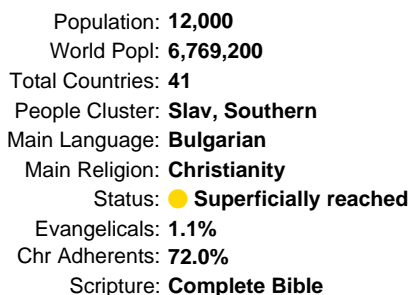 Population: 12,000
World Popl: 6,769,200
Total Countries: 41
People Cluster: Slav, Southern
Main Language: Bulgarian
Main Religion: Christianity
Status: Superficially reached
Evangelicals: 1.1%
Chr Adherents: 72.0%
Scripture: Complete Bible